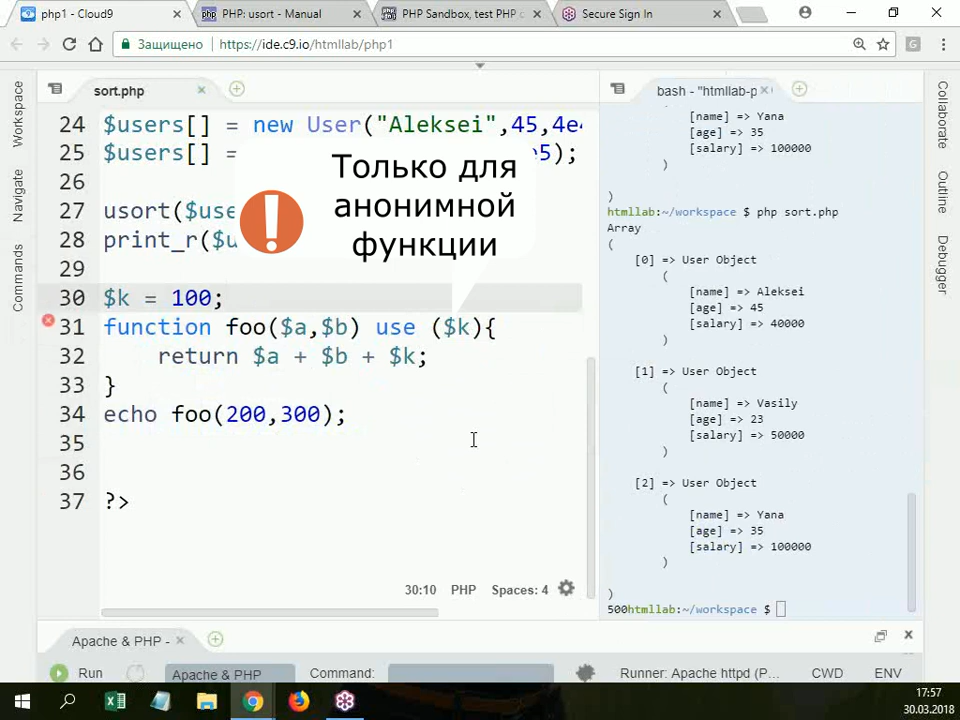 php1 - Cloud9
PHP: usort - Manual
PHP Sandbox, test PHP
Secure Sign In
Защищено
https://ide.c9.io/htmllab/php1
Workspace
Navigate
Commands
sort.php
24 $users[] = new User("Aleksei",45,4e
25 $users[] = e5);
26
27 usort($use
28 print_r($u
29
30 $k = 100;
31 function foo($a,$b) use ($k){
32 return $a + $b + $k;
33 }
34 echo foo(200,300);
35
36
37 ?>
Только для
анонимной
функции
30:10 PHP Spaces: 4
bash - "htmllab-p
[name] => Yana
[age] => 35
[salary] => 100000
)
)
htmllab:~/workspace $ php sort.php
Array
(
[0] => User Object
(
[name] => Aleksei
[age] => 45
[salary] => 40000
)
[1] => User Object
(
[name] => Vasily
[age] => 23
[salary] => 50000
)
[2] => User Object
(
[name] => Yana
[age] => 35
[salary] => 100000
)
)
500htmllab:~/workspace $
Collaborate
Outline
Debugger
Apache & PHP -
Run
Apache & PHP
Command:
Runner: Apache httpd (P...
CWD
ENV
17:57
30.03.2018